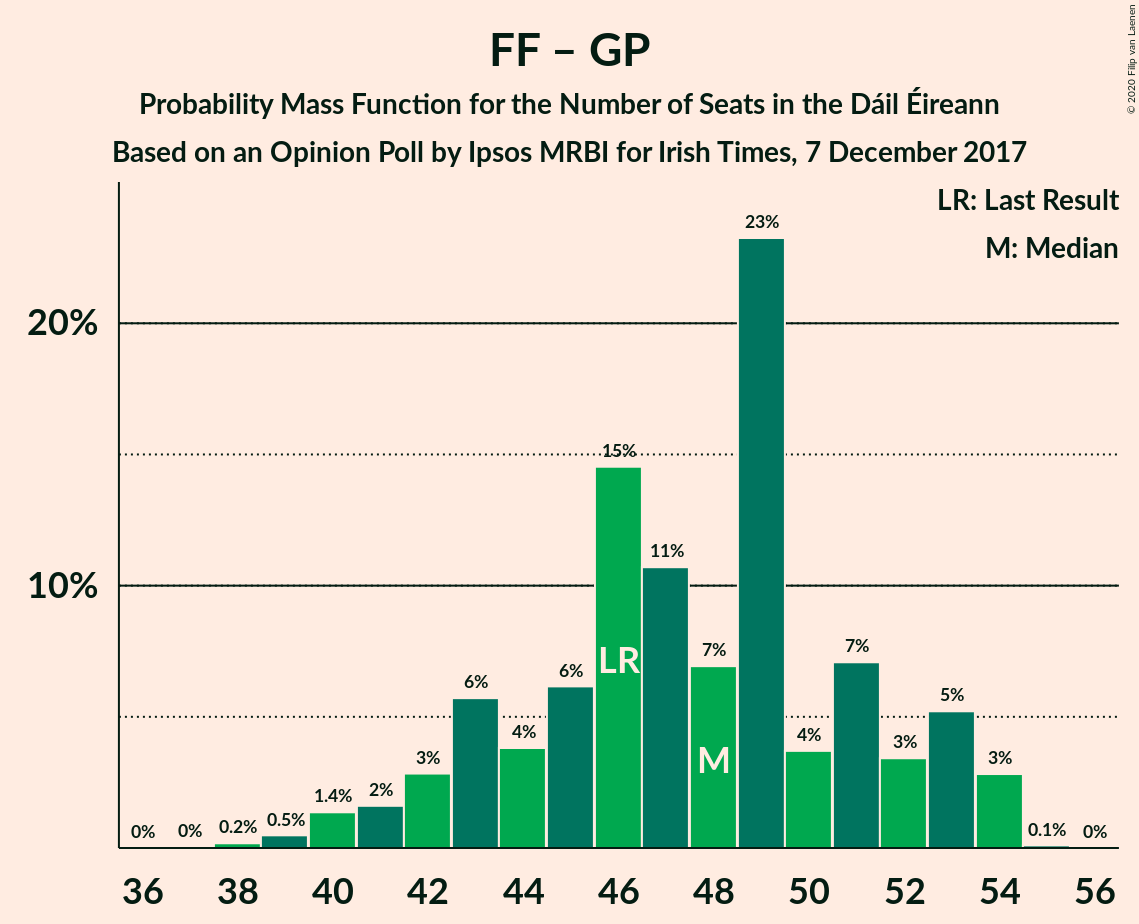 FF – GP
Probability Mass Function for the Number of Seats in the Dáil Éireann
Based on an Opinion Poll by Ipsos MRBI for Irish Times, 7 December 2017
© 2020 Filip van Laenen
LR: Last Result
M: Median
20%
10%
0% 0% 0.2% 0.5% 1.4% 2% 3% 6% 4% 6% 15% 11% 7% 23% 4% 7% 3% 5% 3% 0.1% 0%
LR
M
36 38 40 42 44 46 48 50 52 54 56